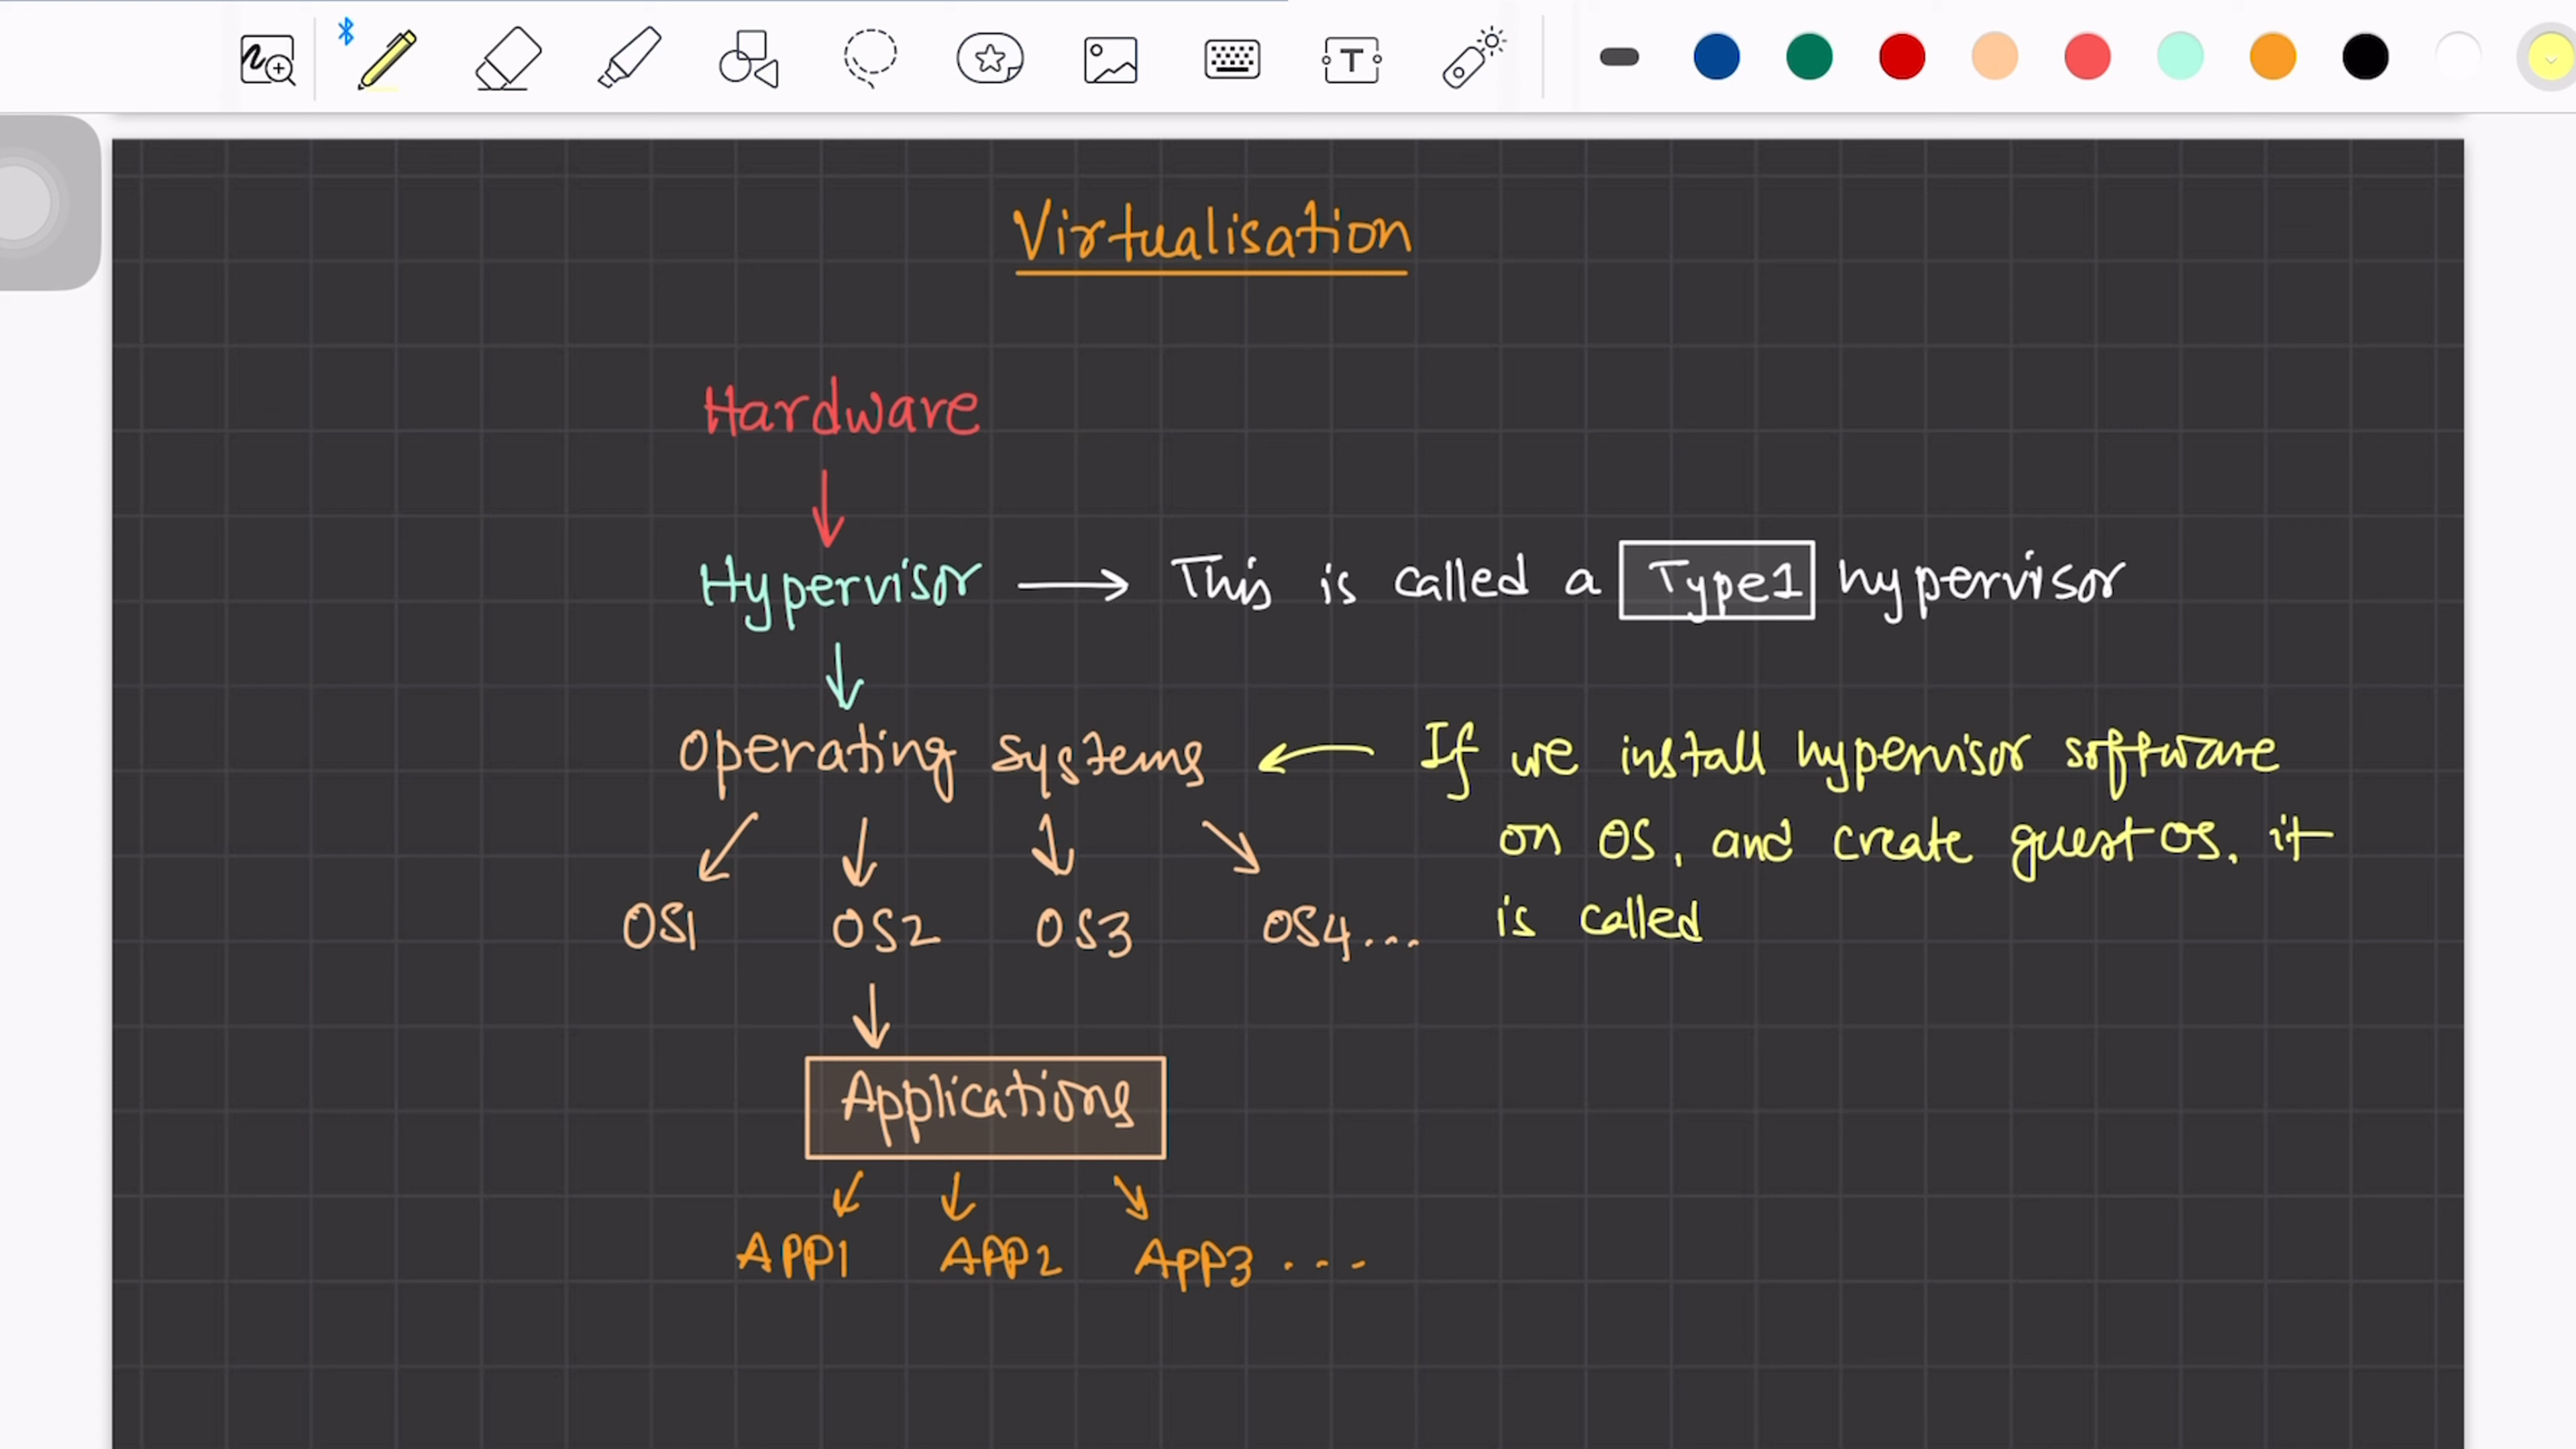 Virtualisation
Hardware
Hypervisor → This is called a Type1 hypervisor
Operating Systems ← If we install hypervisor software
on OS, and create guest OS, it
is called
OS1 OS2 OS3 OS4...
Applications
APP1 APP2 APP3 ...